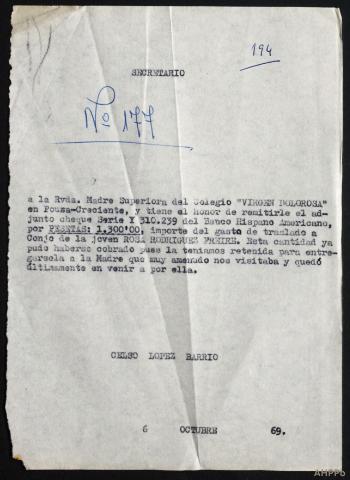 194
SECRETARIO
Nº 177
a la Rvda. Madre Superiora del Colegio "VIRGEN DOLOROSA"
en Pousa-Creciente, y tiene el honor de remitirle el ad-
junto cheque Serie X 310.239 del Banco Hispano Americano,
por PESETAS: 1.300'00, importe del gasto de traslado a
Conjo de la joven ROSA RODRIGUEZ FREIRE. Esta cantidad ya
pudo haberse cobrado pues la teniamos retenida para entre-
garsela a la Madre que muy amenudo nos visitaba y quedó
últimamente en venir a por ella.
CELSO LOPEZ BARRIO
6 OCTUBRE 69.
AHPPO